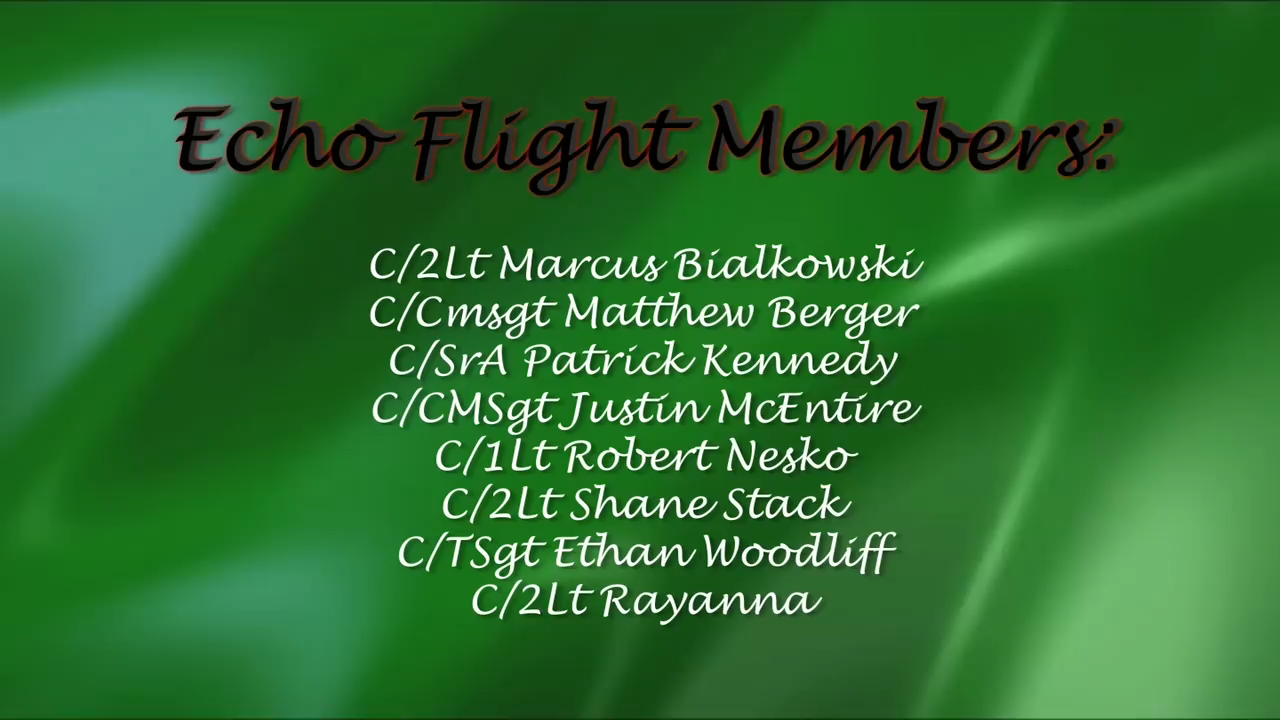 Echo Flight Members:
C/2Lt Marcus Bialkowski
C/Cmsgt Matthew Berger
C/SrA Patrick Kennedy
C/CMSgt Justin McEntire
C/1Lt Robert Nesko
C/2Lt Shane Stack
C/TSgt Ethan Woodliff
C/2Lt Rayanna